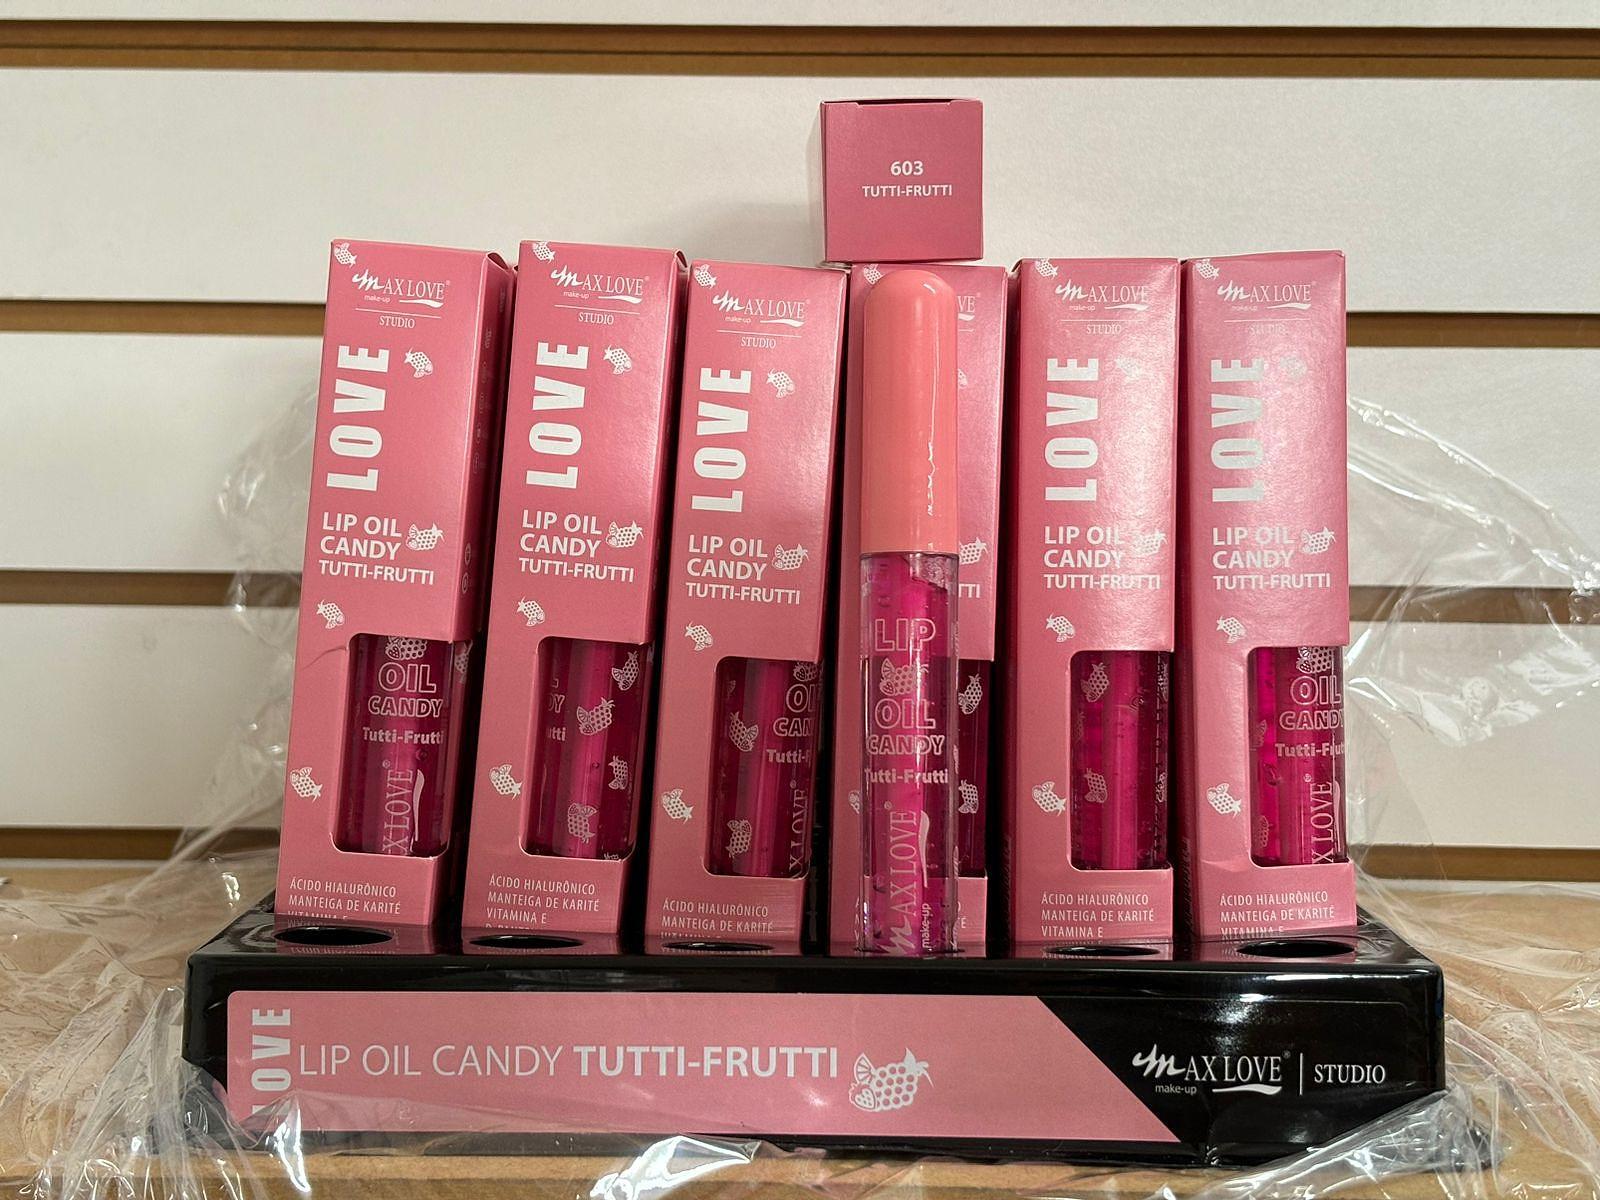 603
TUTTI-FRUTTI
MAX LOVE®
make-up
STUDIO
LOVE
LIP OIL
CANDY
TUTTI-FRUTTI
OIL
CANDY
Tutti-Frutti
ÁCIDO HIALURÔNICO
MANTEIGA DE KARITÉ
VITAMINA E
MAX LOVE®
make-up
STUDIO
LOVE
LIP OIL
CANDY
TUTTI-FRUTTI
ÁCIDO HIALURÔNICO
MANTEIGA DE KARITÉ
VITAMINA E
MAX LOVE®
make-up
STUDIO
LOVE
LIP OIL
CANDY
TUTTI-FRUTTI
ÁCIDO HIALURÔNICO
MANTEIGA DE KARITÉ
LIP
OIL
CANDY
Tutti-Frutti
MAX LOVE®
make-up
MAX LOVE®
make-up
STUDIO
LOVE
LIP OIL
CANDY
TUTTI-FRUTTI
ÁCIDO HIALURÔNICO
MANTEIGA DE KARITÉ
VITAMINA E
MAX LOVE®
make-up
STUDIO
LOVE
LIP OIL
CANDY
TUTTI-FRUTTI
OIL
CANDY
Tutti-Frutti
ÁCIDO HIALURÔNICO
MANTEIGA DE KARITÉ
VITAMINA E
LOVE
LIP OIL CANDY TUTTI-FRUTTI
MAX LOVE® | STUDIO
make-up